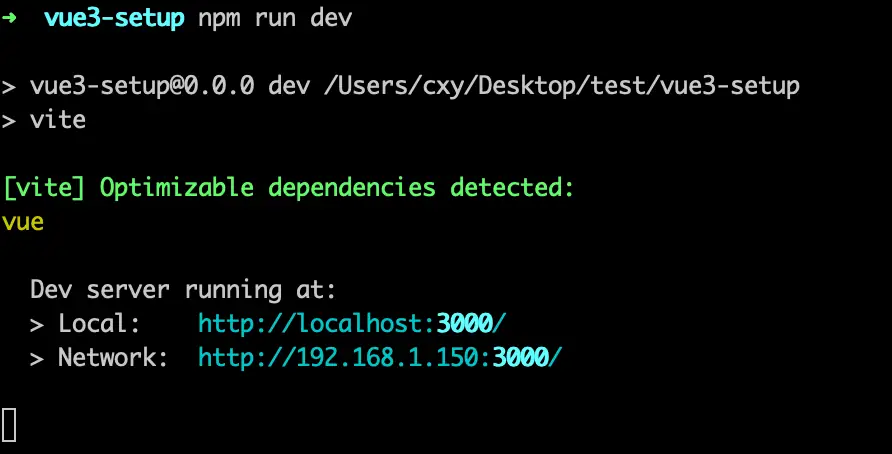 ➜  vue3-setup npm run dev
> vue3-setup@0.0.0 dev /Users/cxy/Desktop/test/vue3-setup
> vite
[vite] Optimizable dependencies detected:
vue
Dev server running at:
> Local:    http://localhost:3000/
> Network:  http://192.168.1.150:3000/